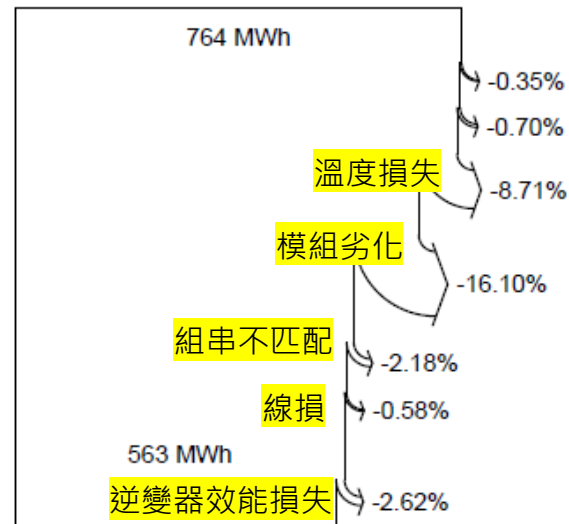 764 MWh
-0.35%
-0.70%
溫度損失
-8.71%
模組劣化
-16.10%
組串不匹配
-2.18%
線損
-0.58%
563 MWh
逆變器效能損失
-2.62%